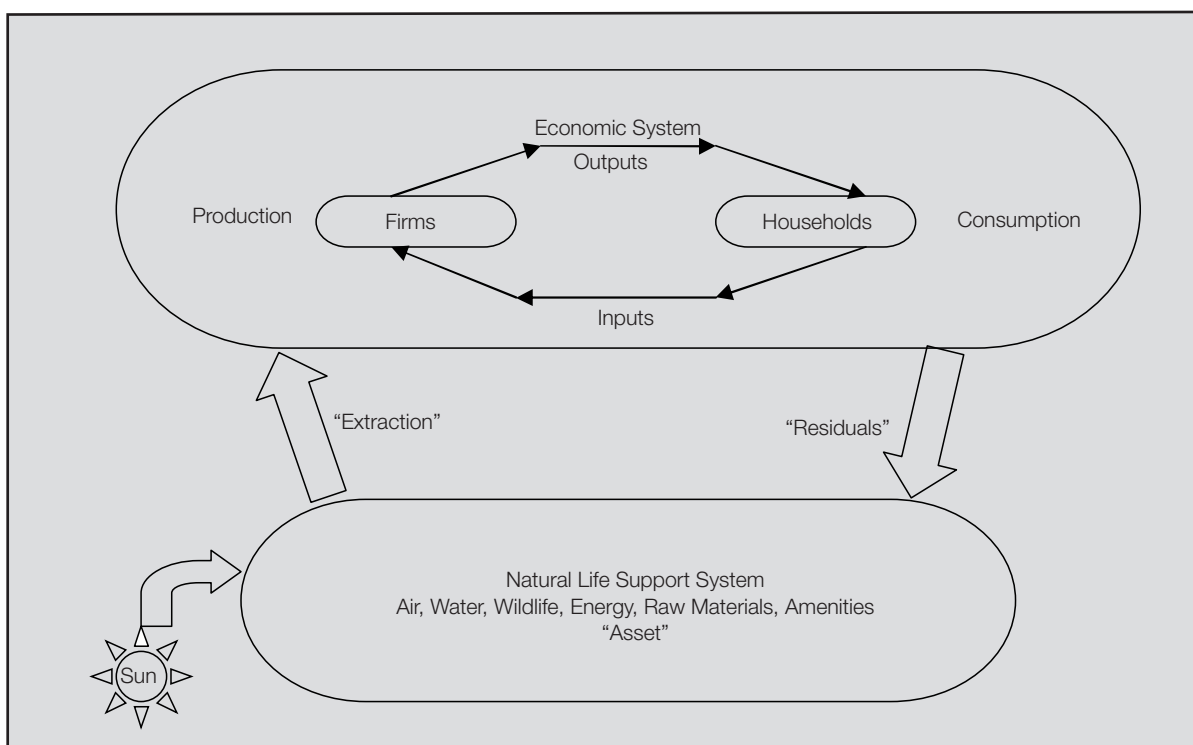 Economic System
Outputs
Production
Firms
Households
Consumption
Inputs
“Extraction”
“Residuals”
Natural Life Support System
Air, Water, Wildlife, Energy, Raw Materials, Amenities
“Asset”
Sun